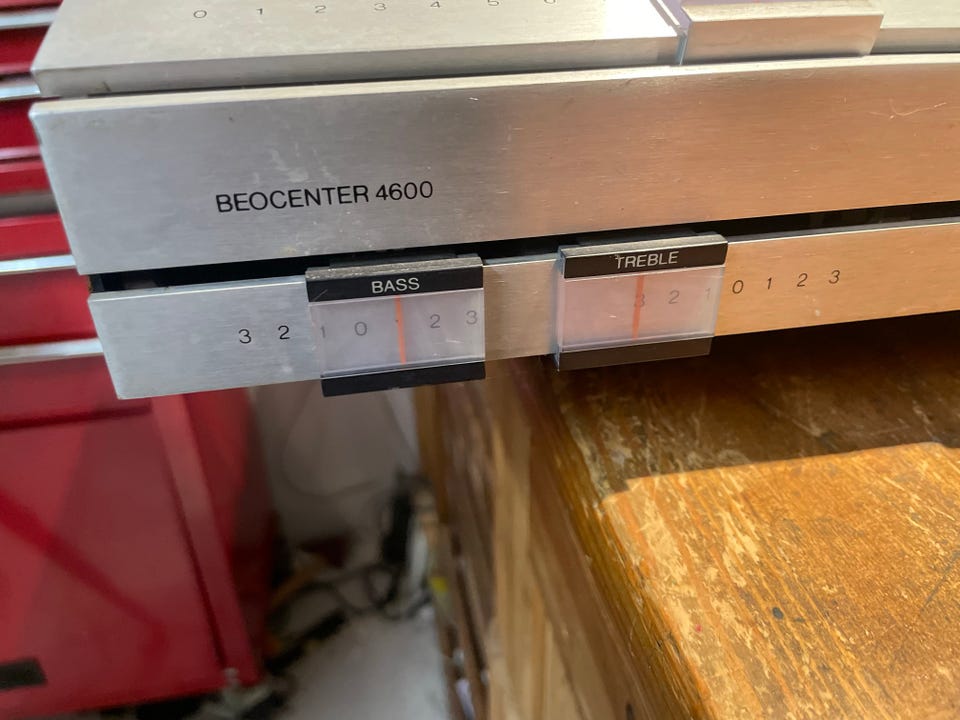 0 1 2 3 4 5
BEOCENTER 4600
BASS
TREBLE
3 2 1 0 2 3
3 2 1 0 1 2 3